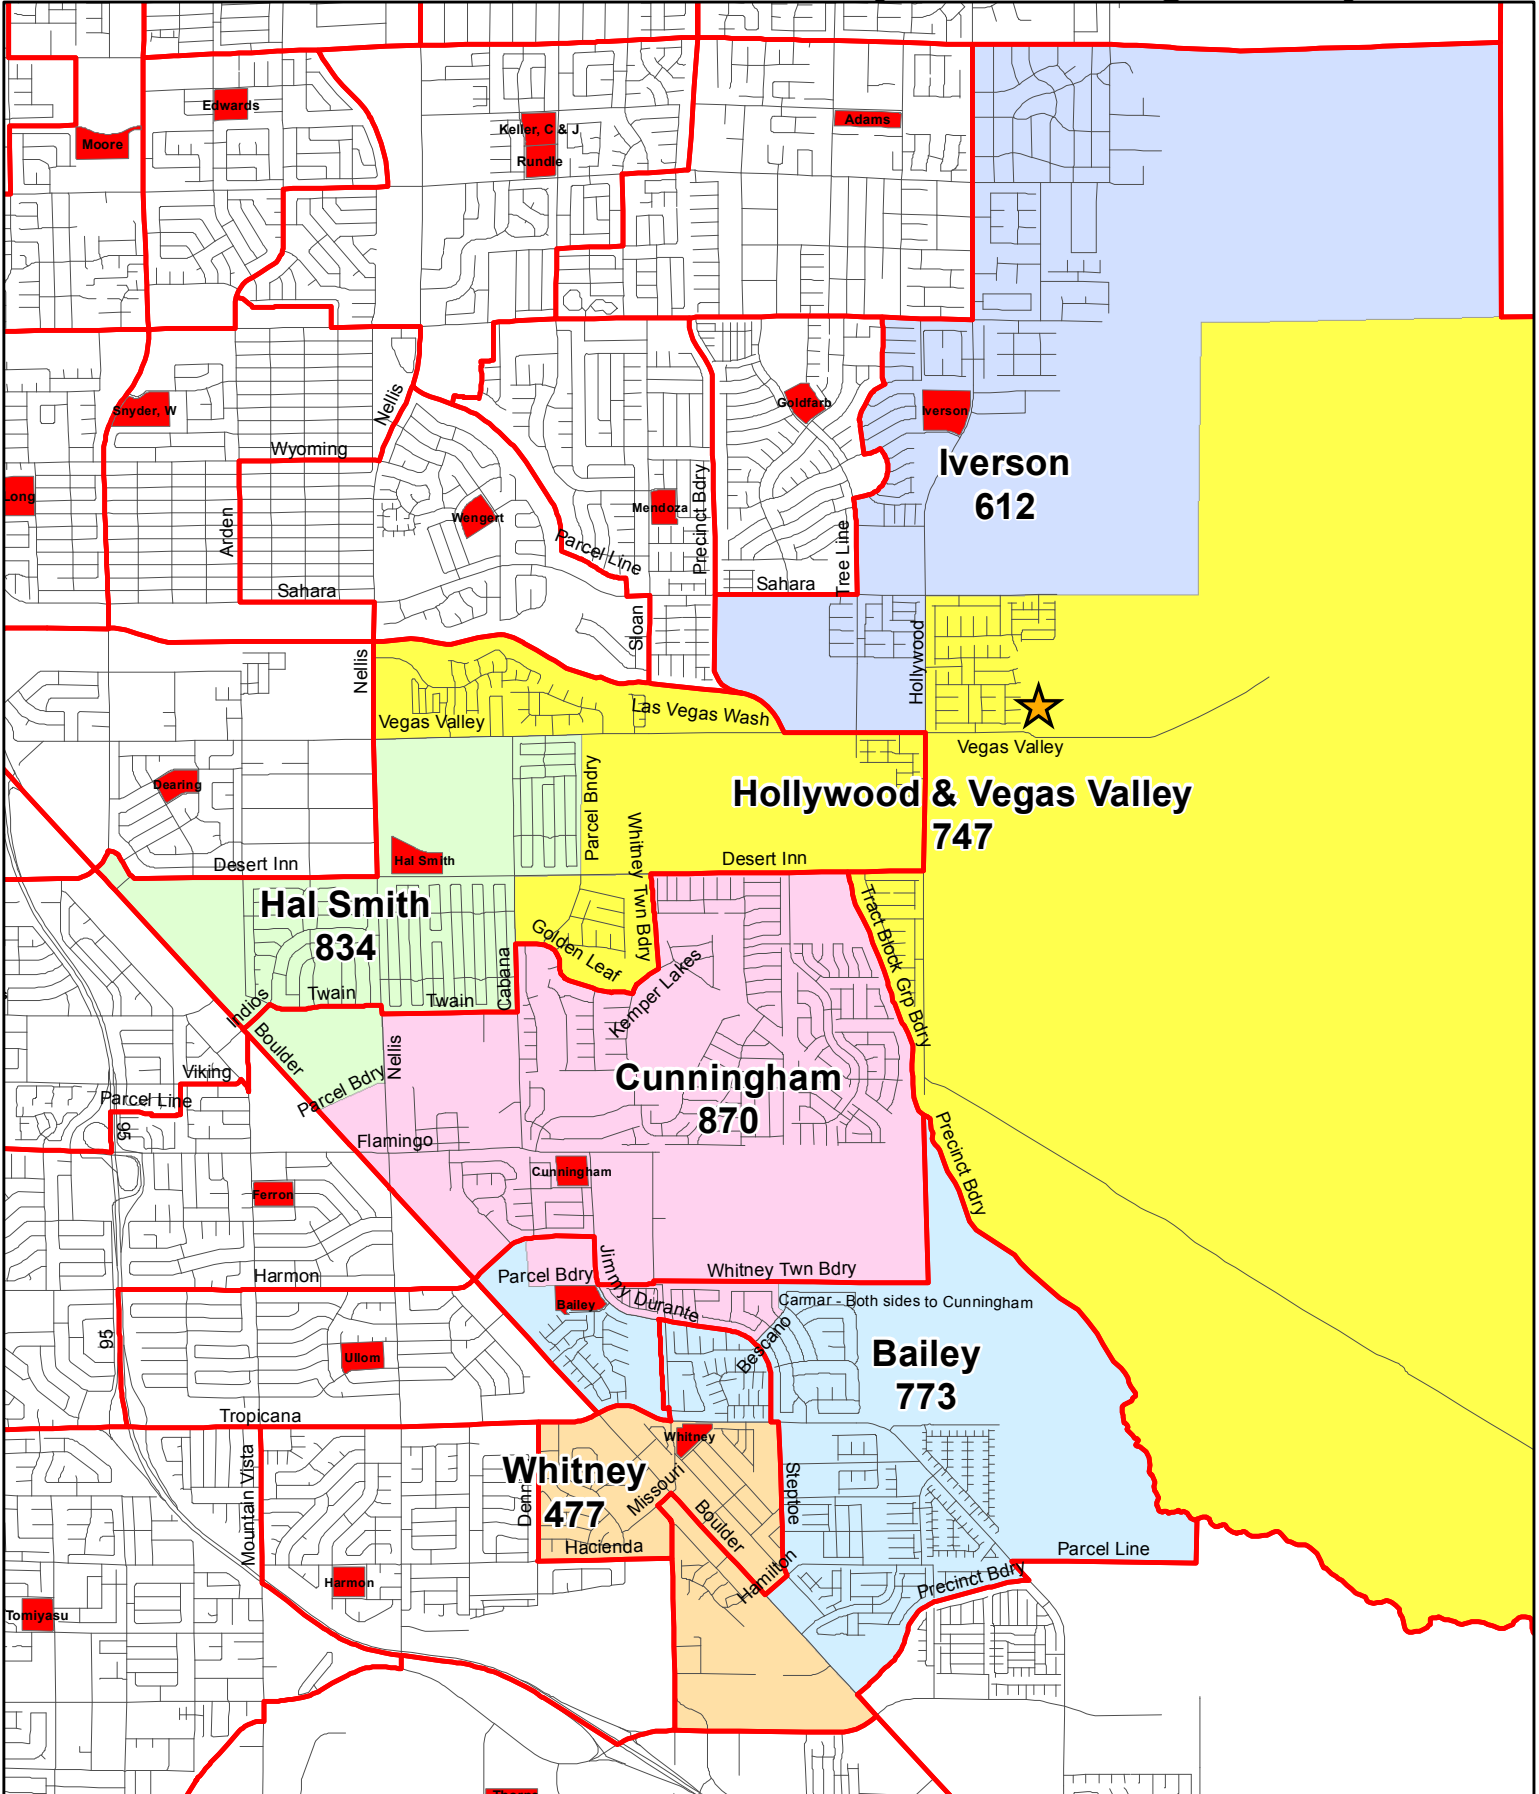 Edwards
Moore
Keller, C & J
Rundle
Adams
Snyder, W
Nellis
Goldfarb
Iverson
Wyoming
Iverson
612
Long
Wengert
Mendoza
Precinct Bdry
Arden
Parcel Line
Tree Line
Sahara
Sahara
Sloan
Hollywood
Nellis
Las Vegas Wash
Vegas Valley
Vegas Valley
Dearing
Parcel Bndry
Hollywood & Vegas Valley
747
Whitney Twn Bdry
Hal Smith
Desert Inn
Desert Inn
Hal Smith
834
Tract Block Grp Bdry
Golden Leaf
Cabana
Kemper Lakes
Twain
Twain
Indios
Boulder
Nellis
Viking
Parcel Bdry
Parcel Line
Cunningham
870
95
Flamingo
Precinct Bdry
Cunningham
Ferron
Jimmy Durante
Whitney Twn Bdry
Harmon
Parcel Bdry
Bailey
Carmar - Both sides to Cunningham
95
Bescano
Ullom
Bailey
773
Tropicana
Whitney
Mountain Vista
Whitney
477
Missouri
Steptoe
Boulder
Hacienda
Parcel Line
Hamilton
Precinct Bdry
Harmon
Tomiyasu